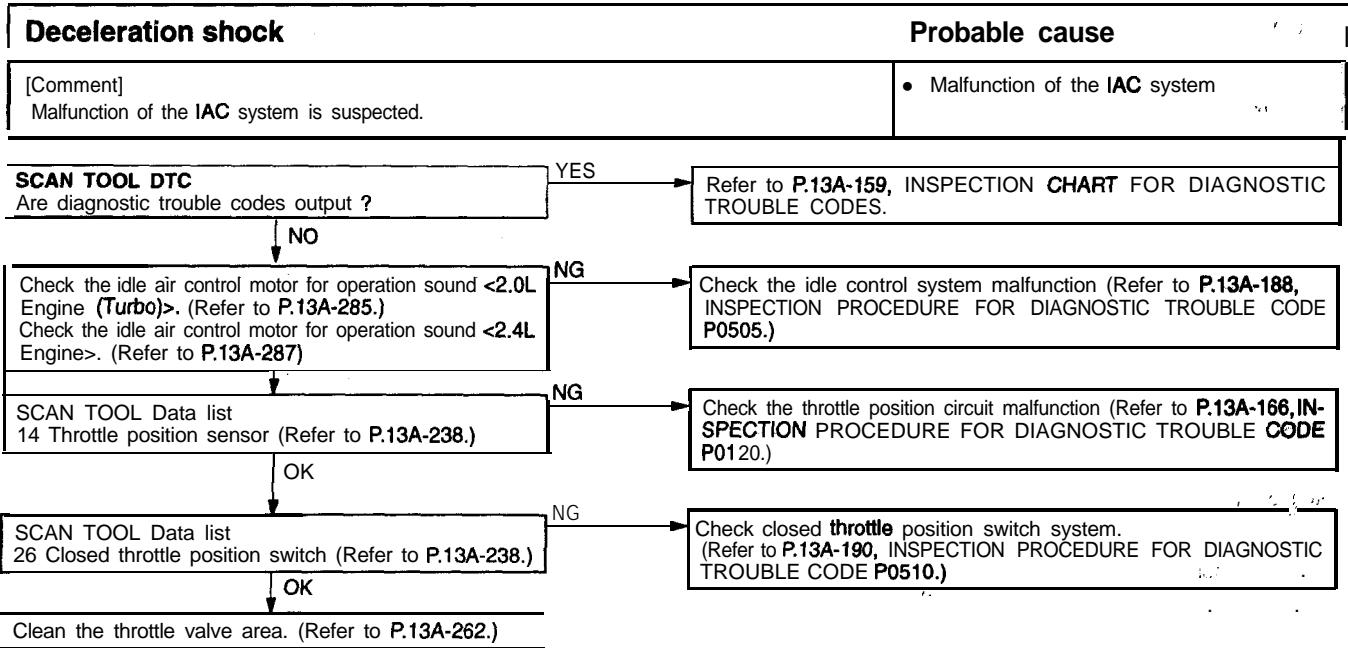 Deceleration shock
Probable cause
[Comment]
Malfunction of the IAC system is suspected.
● Malfunction of the IAC system
SCAN TOOL DTC
Are diagnostic trouble codes output ?
YES
Refer to P.13A-159, INSPECTION CHART FOR DIAGNOSTIC
TROUBLE CODES.
NO
Check the idle air control motor for operation sound <2.0L
Engine (Turbo)>. (Refer to P.13A-285.)
Check the idle air control motor for operation sound <2.4L
Engine>. (Refer to P.13A-287)
NG
Check the idle control system malfunction (Refer to P.13A-188,
INSPECTION PROCEDURE FOR DIAGNOSTIC TROUBLE CODE
P0505.)
SCAN TOOL Data list
14 Throttle position sensor (Refer to P.13A-238.)
NG
Check the throttle position circuit malfunction (Refer to P.13A-166, IN-
SPECTION PROCEDURE FOR DIAGNOSTIC TROUBLE CODE
P0120.)
OK
SCAN TOOL Data list
26 Closed throttle position switch (Refer to P.13A-238.)
NG
Check closed throttle position switch system.
(Refer to P.13A-190, INSPECTION PROCEDURE FOR DIAGNOSTIC
TROUBLE CODE P0510.)
OK
Clean the throttle valve area. (Refer to P.13A-262.)